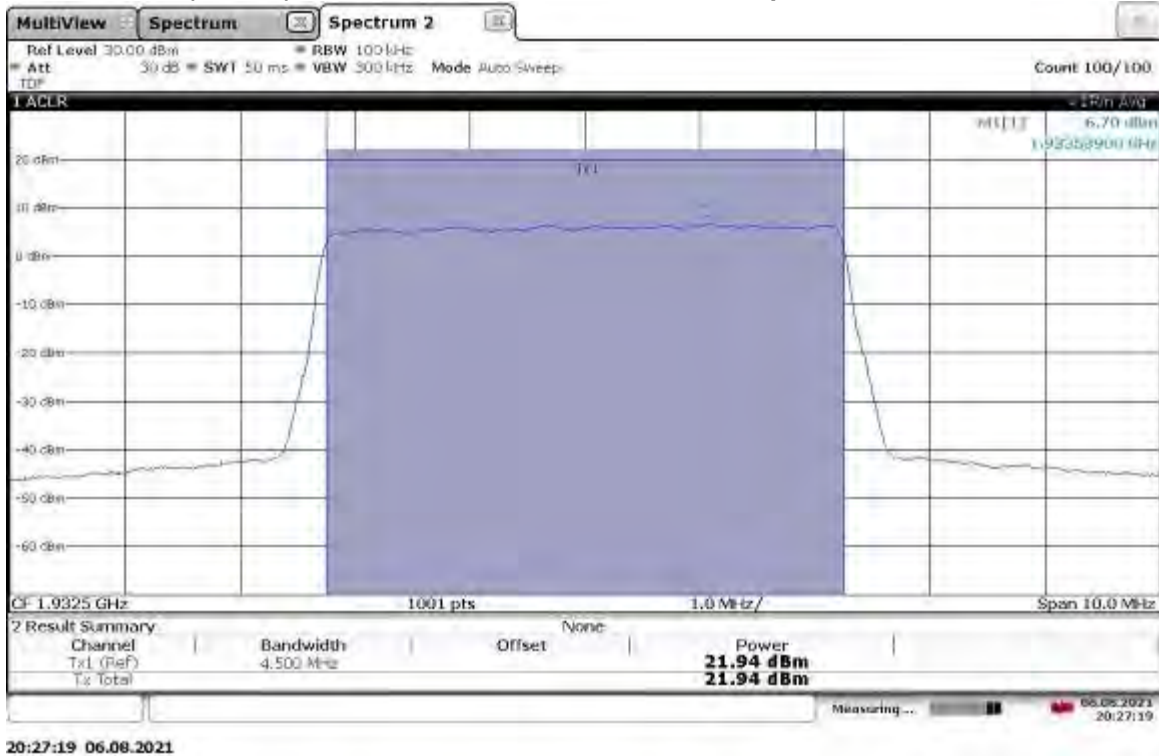 MultiView Spectrum Spectrum 2
Ref Level 30.00 dBm RBW 100 kHz
Att 30 dB SWT 50 ms VBW 300 kHz Mode Auto Sweep Count 100/100
TDF
1 ACLR 1Rm Avg
M1[1] 6.70 dBm
20 dBm
Tx1
10 dBm
0 dBm
-10 dBm
-20 dBm
-30 dBm
-40 dBm
-50 dBm
-60 dBm
CF 1.9325 GHz 1001 pts 1.0 MHz/ Span 10.0 MHz
2 Result Summary None
Channel Bandwidth Offset Power
Tx1 (Ref) 4.500 MHz 21.94 dBm
Tx Total 21.94 dBm
Measuring... 06.08.2021
20:27:19
20:27:19 06.08.2021